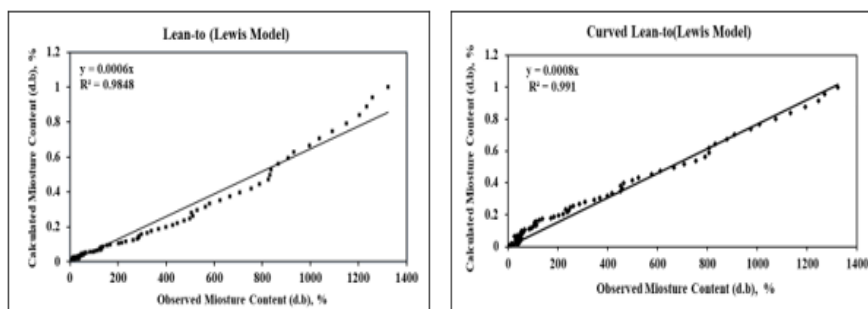 Lean-to (Lewis Model)
y = 0.0006x
R² = 0.9848
Calculated Miosture Content (d.b), %
1.2
1
0.8
0.6
0.4
0.2
0
0 200 400 600 800 1000 1200 1400
Observed Miosture Content (d.b), %
Curved Lean-to(Lewis Model)
y = 0.0008x
R² = 0.991
Calculated Miosture Content (d.b), %
1.2
1
0.8
0.6
0.4
0.2
0
0 200 400 600 800 1000 1200 1400
Observed Miosture Content (d.b), %